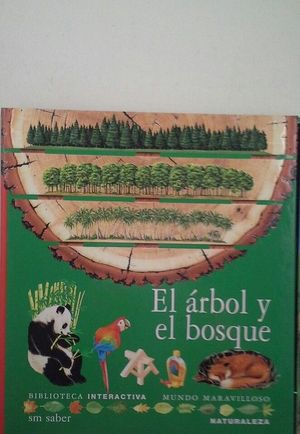 El árbol y
el bosque
BIBLIOTECA INTERACTIVA MUNDO MARAVILLOSO
sm saber NATURALEZA